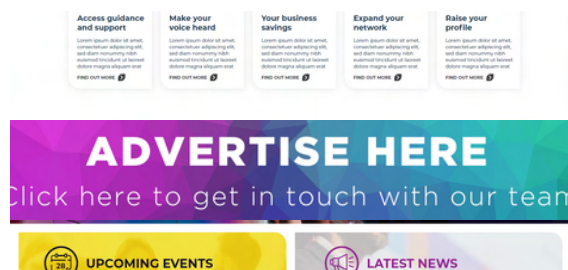 Access guidance
and support
Lorem ipsum dolor sit amet,
consectetuer adipiscing elit,
sed diam nonummy nibh
euismod tincidunt ut laoreet
dolore magna aliquam erat
FIND OUT MORE
Make your
voice heard
Lorem ipsum dolor sit amet,
consectetuer adipiscing elit,
sed diam nonummy nibh
euismod tincidunt ut laoreet
dolore magna aliquam erat
FIND OUT MORE
Your business
savings
Lorem ipsum dolor sit amet,
consectetuer adipiscing elit,
sed diam nonummy nibh
euismod tincidunt ut laoreet
dolore magna aliquam erat
FIND OUT MORE
Expand your
network
Lorem ipsum dolor sit amet,
consectetuer adipiscing elit,
sed diam nonummy nibh
euismod tincidunt ut laoreet
dolore magna aliquam erat
FIND OUT MORE
Raise your
profile
Lorem ipsum dolor sit amet,
consectetuer adipiscing elit,
sed diam nonummy nibh
euismod tincidunt ut laoreet
dolore magna aliquam erat
FIND OUT MORE
ADVERTISE HERE
Click here to get in touch with our team
28
UPCOMING EVENTS
LATEST NEWS